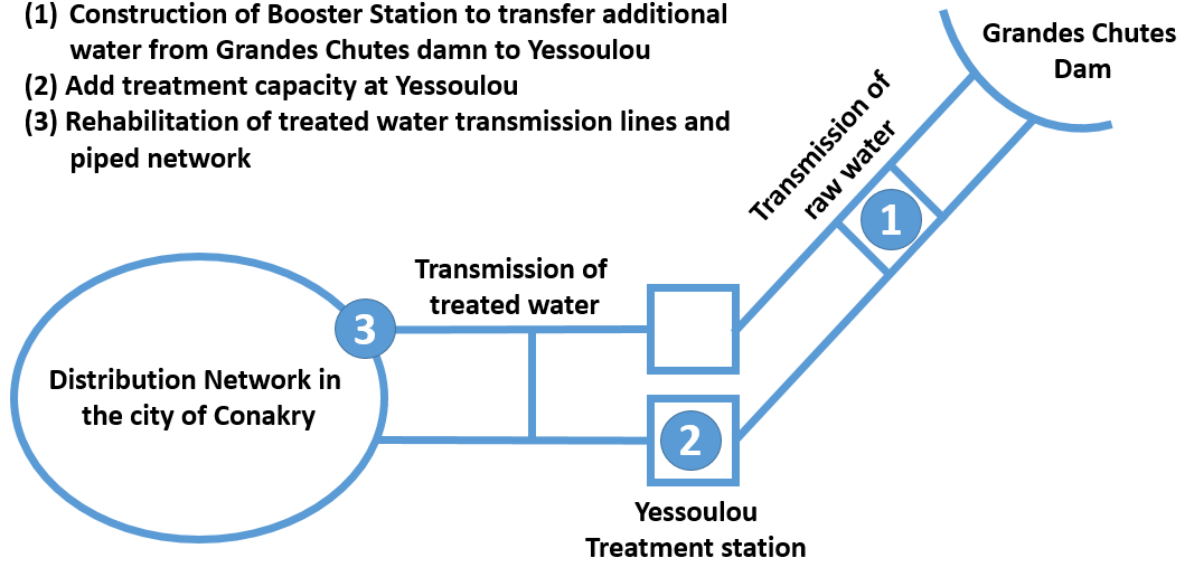 (1) Construction of Booster Station to transfer additional
water from Grandes Chutes damn to Yessoulou
(2) Add treatment capacity at Yessoulou
(3) Rehabilitation of treated water transmission lines and
piped network
Grandes Chutes
Dam
Transmission of
raw water
1
Transmission of
treated water
3
Distribution Network in
the city of Conakry
2
Yessoulou
Treatment station